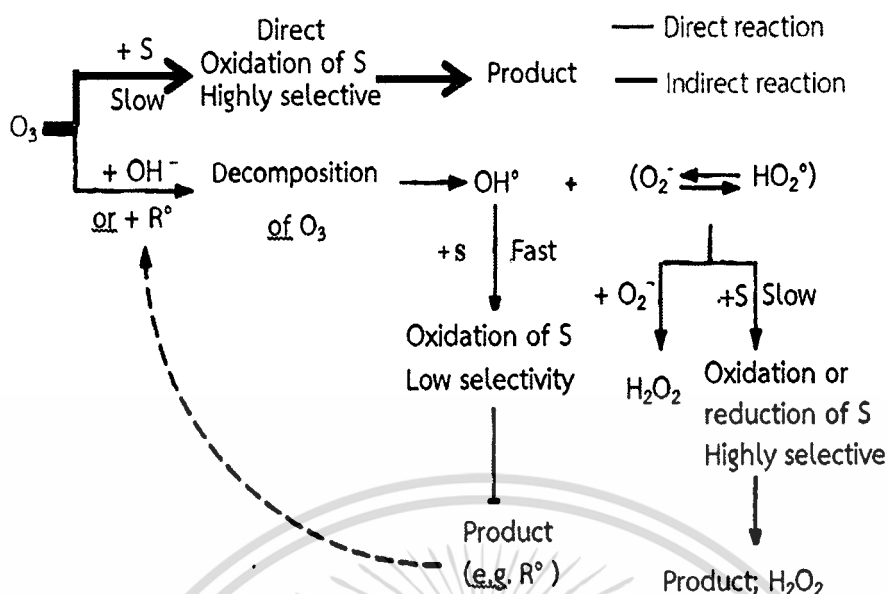 Direct
+ S
Oxidation of S
Slow
Highly selective
Product
Direct reaction
Indirect reaction
O₃
+ OH⁻
or + R°
Decomposition
of O₃
OH°
+
(O₂⁻
HO₂°)
+s
Fast
+ O₂⁻
+S
Slow
Oxidation of S
Low selectivity
H₂O₂
Oxidation or
reduction of S
Highly selective
Product
(e.g. R°)
Product; H₂O₂